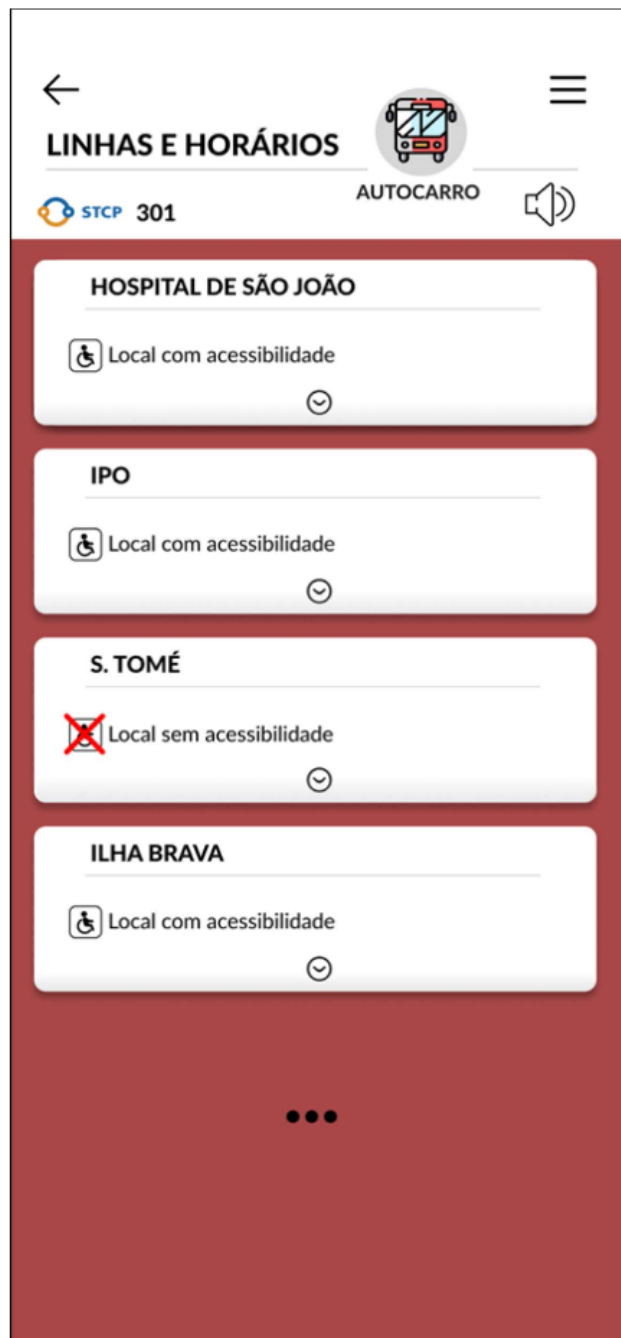 LINHAS E HORÁRIOS
AUTOCARRO
STCP 301
HOSPITAL DE SÃO JOÃO
Local com acessibilidade
IPO
Local com acessibilidade
S. TOMÉ
Local sem acessibilidade
ILHA BRAVA
Local com acessibilidade
•••